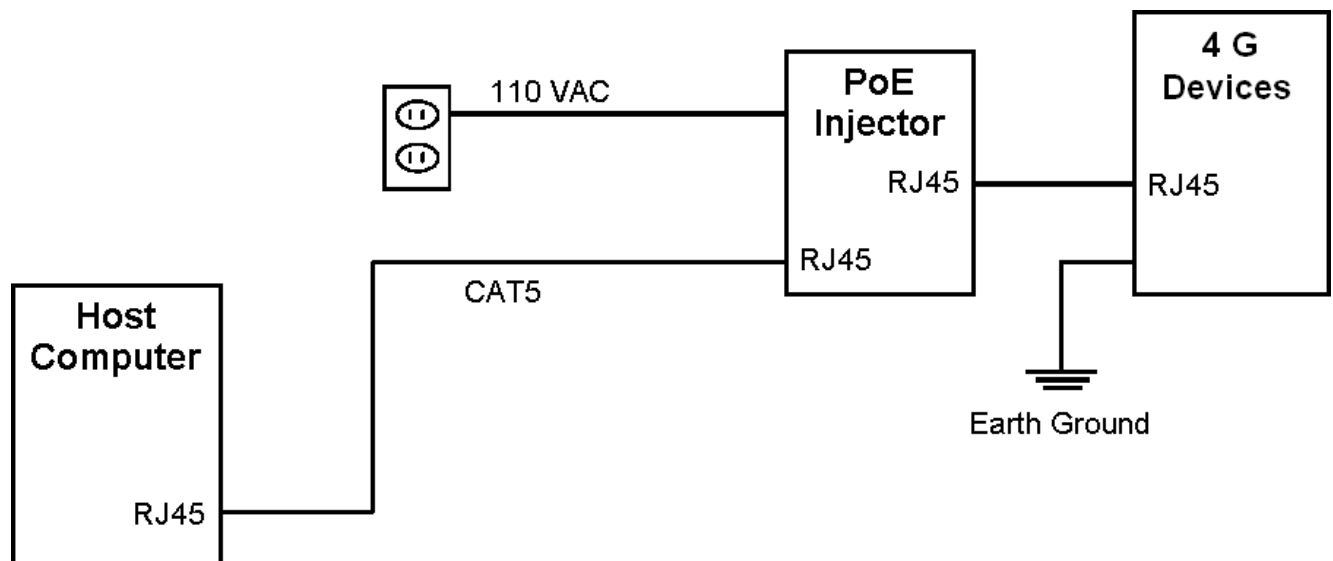 4 G
Devices
110 VAC
PoE
Injector
RJ45
RJ45
RJ45
CAT5
Host
Computer
Earth Ground
RJ45